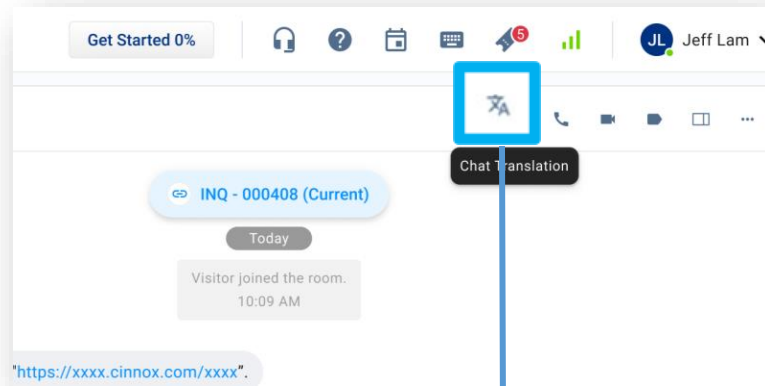 Get Started 0%
5
JL
Jeff Lam
Chat Translation
INQ - 000408 (Current)
Today
Visitor joined the room.
10:09 AM
"https://xxxx.cinnox.com/xxxx".